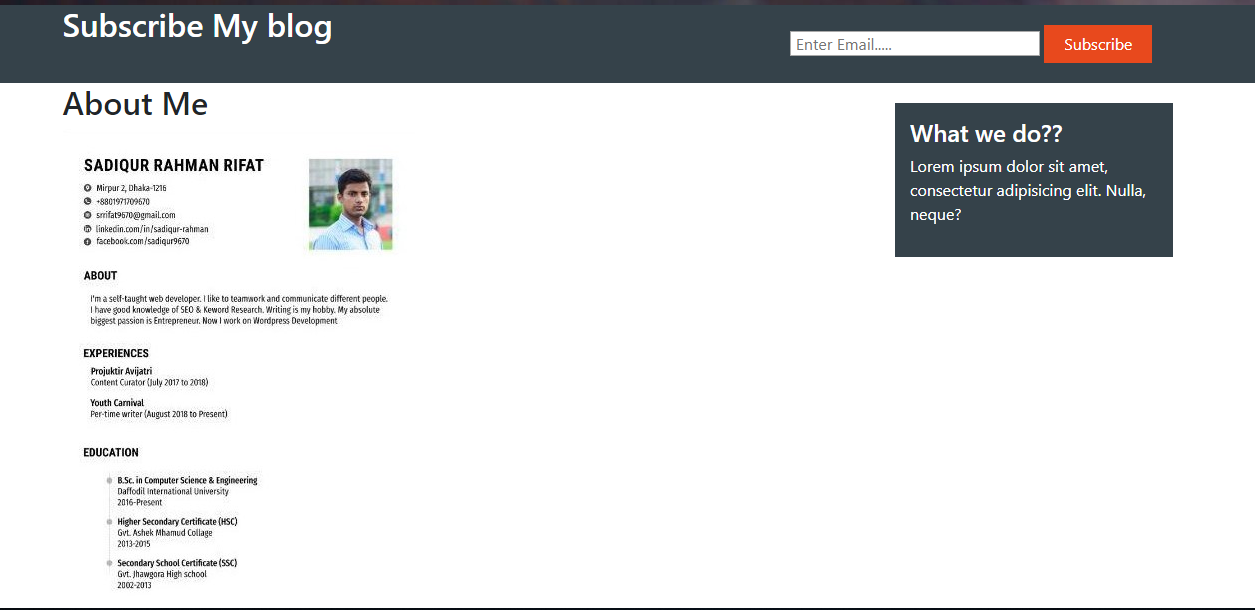 Subscribe My blog
Enter Email.....
Subscribe
About Me
SADIQUR RAHMAN RIFAT
Mirpur 2, Dhaka-1216
+8801971709670
srrifat9670@gmail.com
linkedin.com/in/sadiqur-rahman
facebook.com/sadiqur9670
ABOUT
I'm a self-taught web developer. I like to teamwork and communicate different people.
I have good knowledge of SEO & Keword Research. Writing is my hobby. My absolute
biggest passion is Entrepreneur. Now I work on Wordpress Development
EXPERIENCES
Projuktir Avijatri
Content Curator (July 2017 to 2018)
Youth Carnival
Per-time writer (August 2018 to Present)
EDUCATION
B.Sc. in Computer Science & Engineering
Daffodil International University
2016-Present
Higher Secondary Certificate (HSC)
Gvt. Ashek Mhamud Collage
2013-2015
Secondary School Certificate (SSC)
Gvt. Jhawgora High school
2002-2013
What we do??
Lorem ipsum dolor sit amet,
consectetur adipisicing elit. Nulla,
neque?